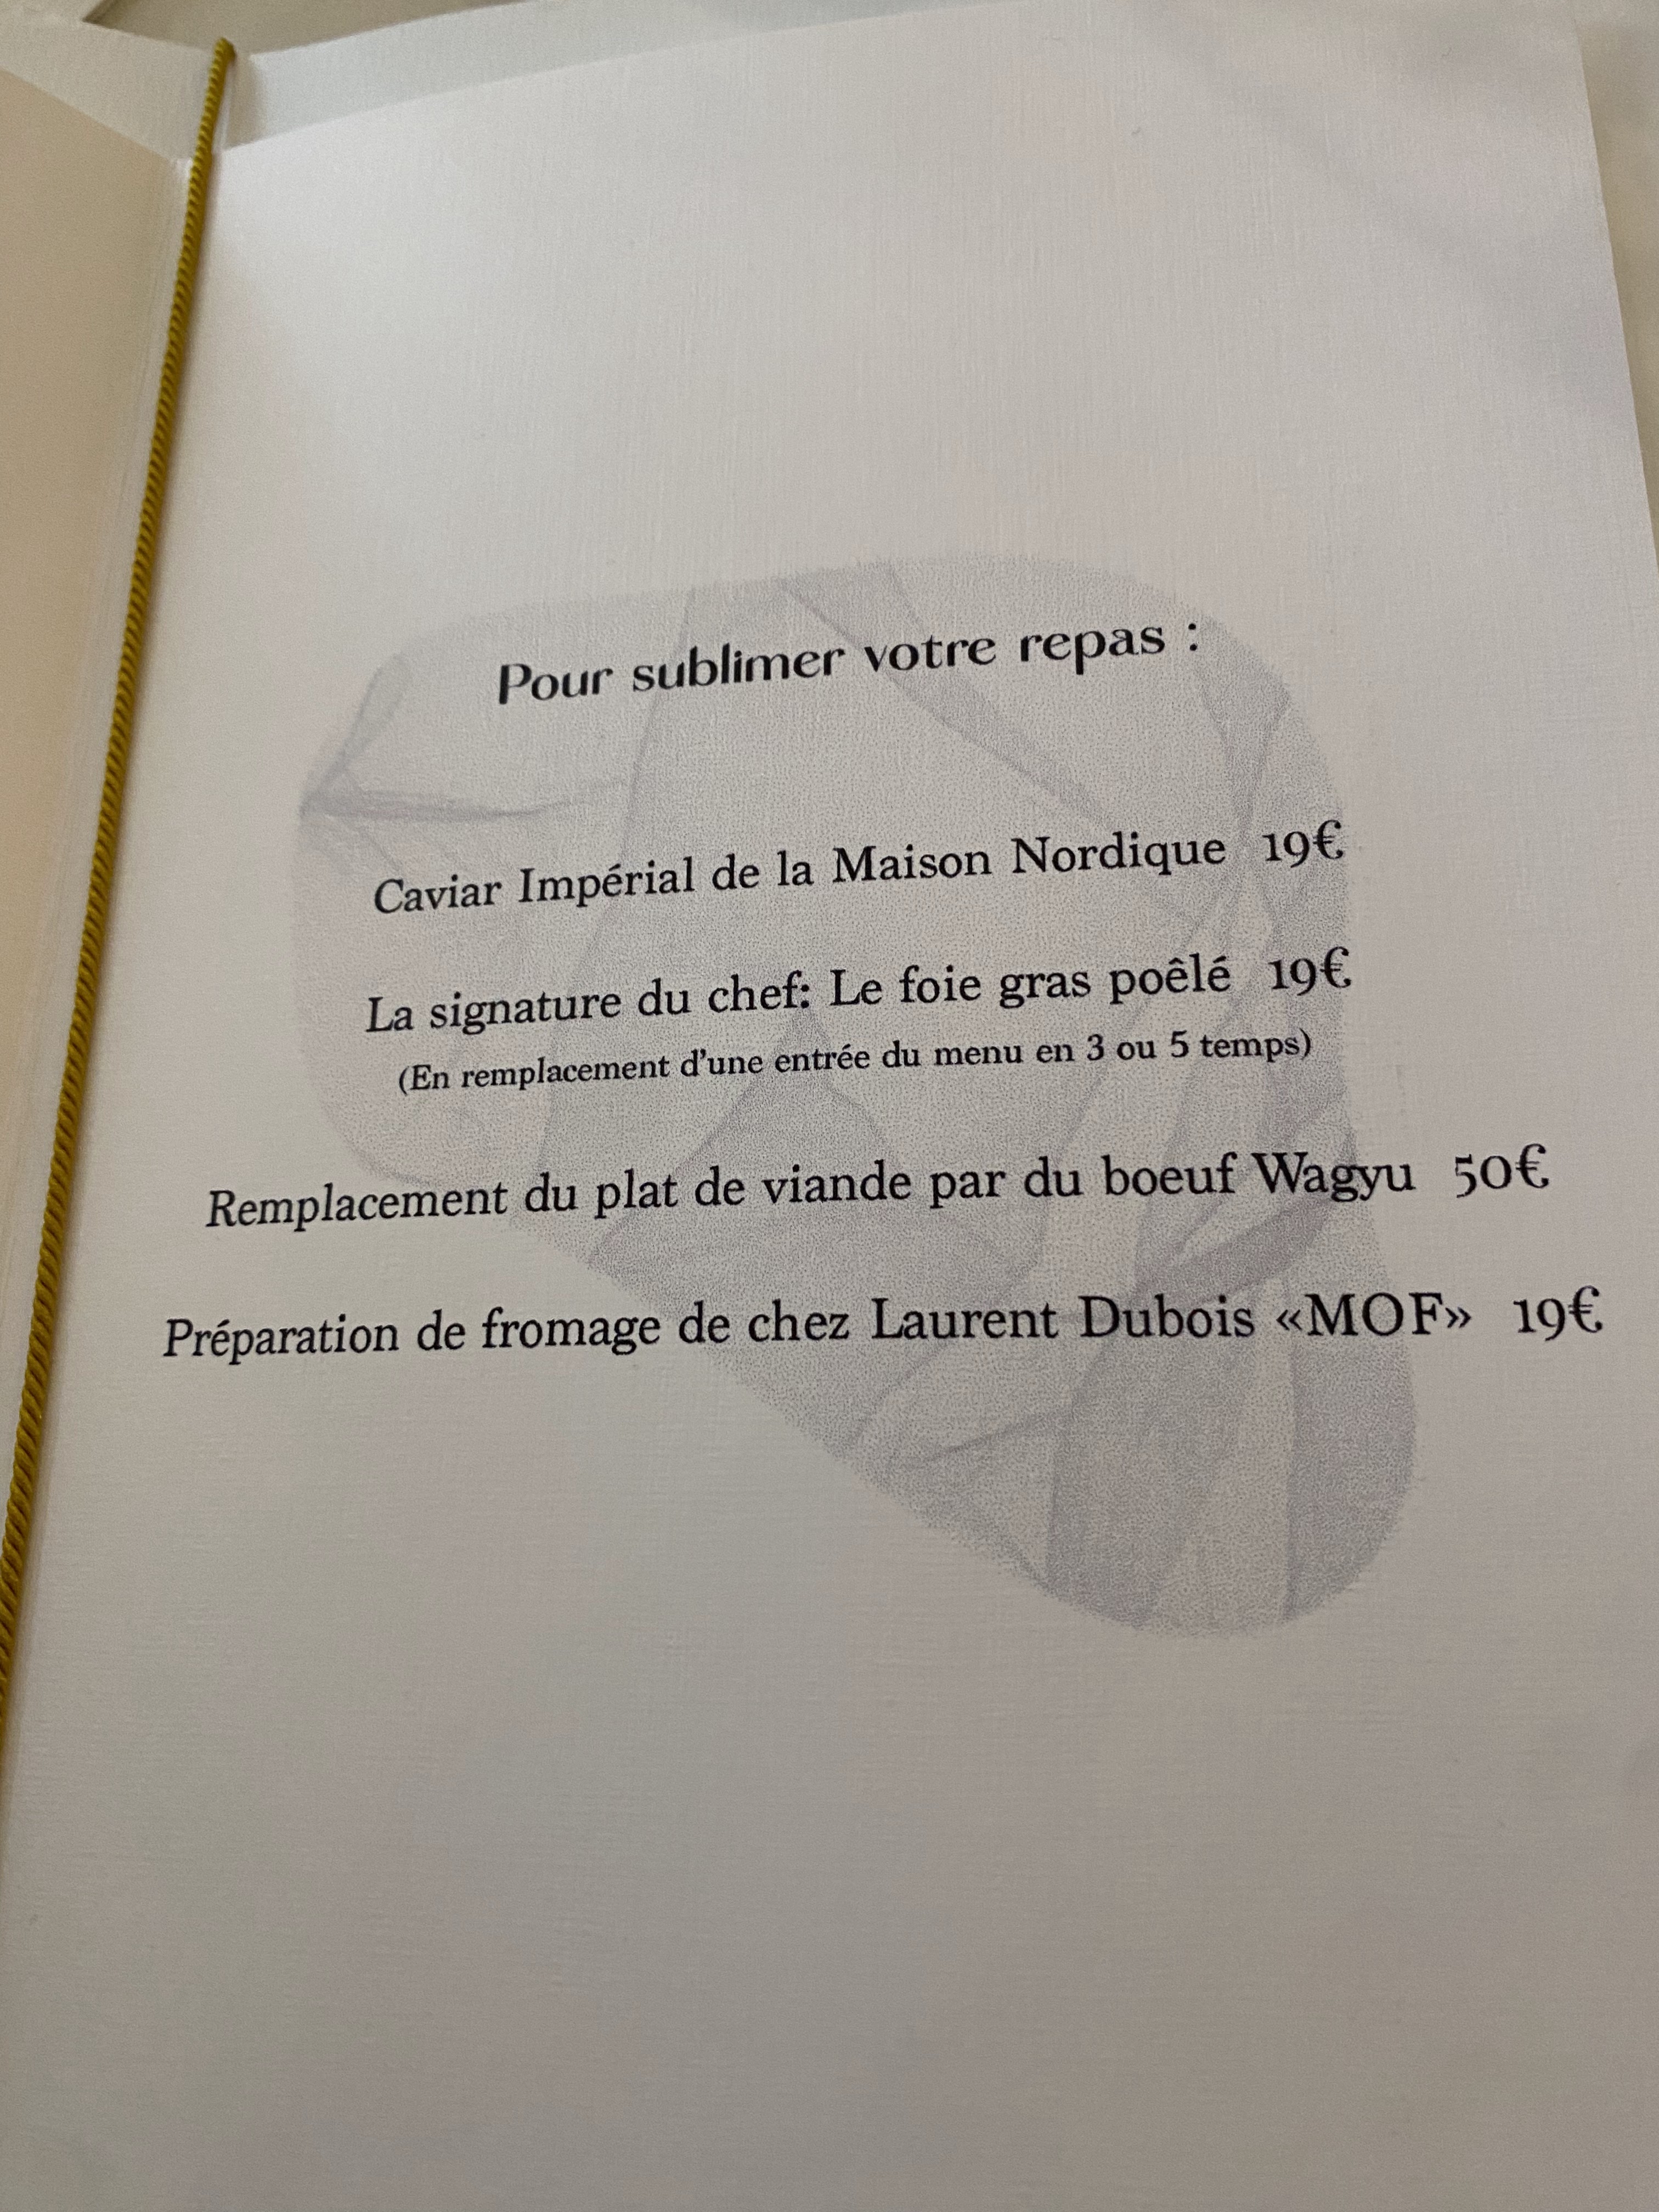 Pour sublimer votre repas :
Caviar Impérial de la Maison Nordique 19€
La signature du chef: Le foie gras poêlé 19€
(En remplacement d'une entrée du menu en 3 ou 5 temps)
Remplacement du plat de viande par du boeuf Wagyu 50€
Préparation de fromage de chez Laurent Dubois «MOF» 19€